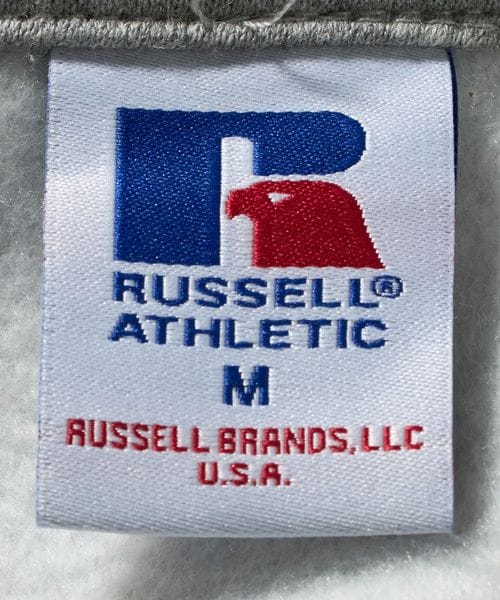 RUSSELL®
ATHLETIC
M
RUSSELL BRANDS, LLC
U.S.A.